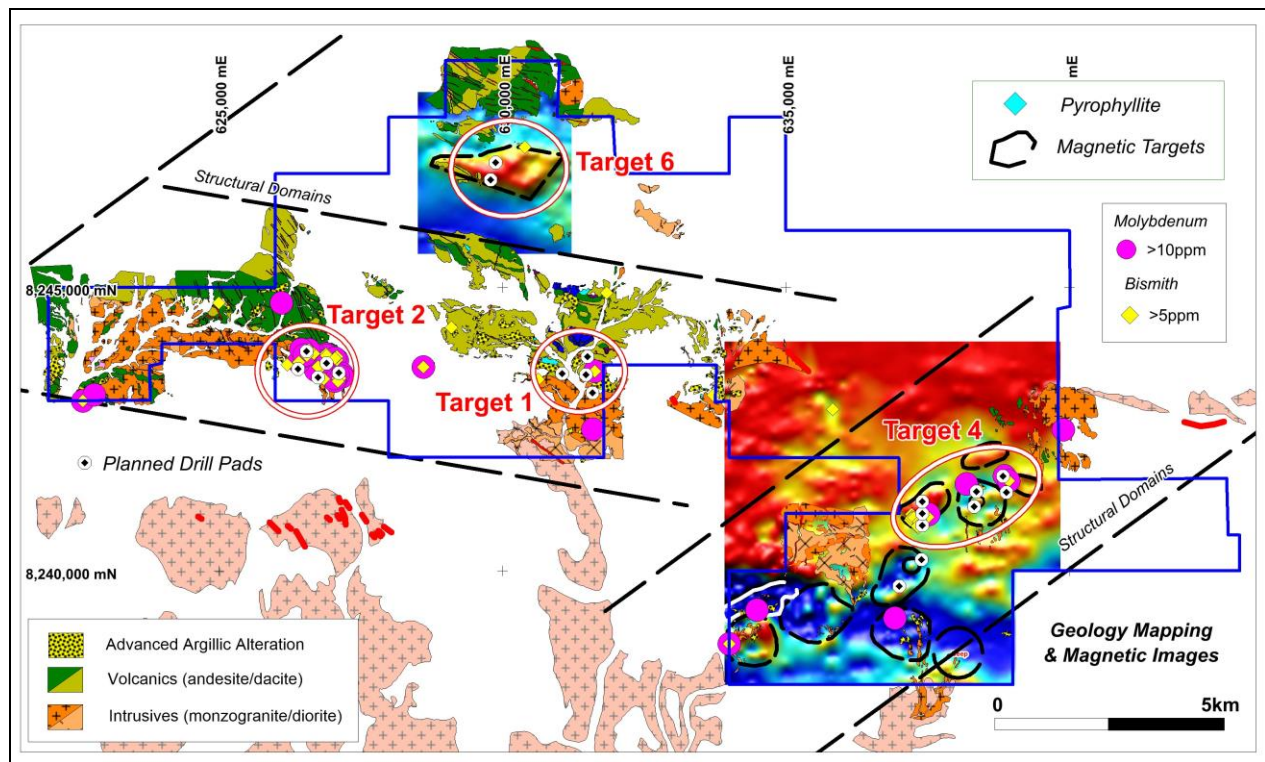 625,000 mE
630,000 mE
635,000 mE
mE
Pyrophyllite
Magnetic Targets
Molybdenum
>10ppm
Bismith
>5ppm
Target 6
Structural Domains
8,245,000 mN
Target 2
Target 1
Target 4
Planned Drill Pads
Structural Domains
8,240,000 mN
Geology Mapping
& Magnetic Images
Advanced Argillic Alteration
Volcanics (andesite/dacite)
Intrusives (monzogranite/diorite)
0
5km